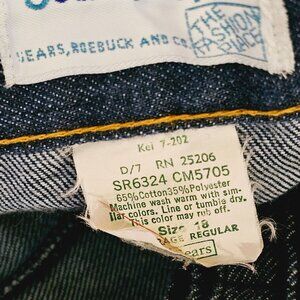 SEARS, ROEBUCK AND CO.
THE
FASHION
PLACE
Kei 7-202
D/7 RN 25206
SR6324 CM5705
65%Cotton35%Polyester
Machine wash warm with sim-
ilar colors. Line or tumble dry.
This color may rub off.
Size 18
REGULAR
Sears